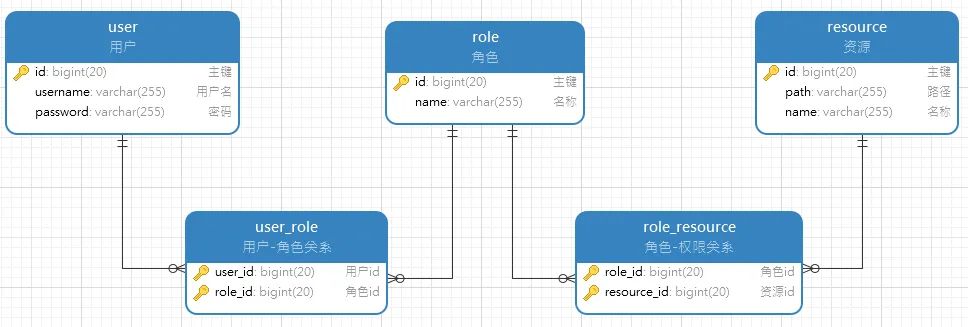 user
用户
id: bigint(20) 主键
username: varchar(255) 用户名
password: varchar(255) 密码
role
角色
id: bigint(20) 主键
name: varchar(255) 名称
resource
资源
id: bigint(20) 主键
path: varchar(255) 路径
name: varchar(255) 名称
user_role
用户-角色关系
user_id: bigint(20) 用户id
role_id: bigint(20) 角色id
role_resource
角色-权限关系
role_id: bigint(20) 角色id
resource_id: bigint(20) 资源id